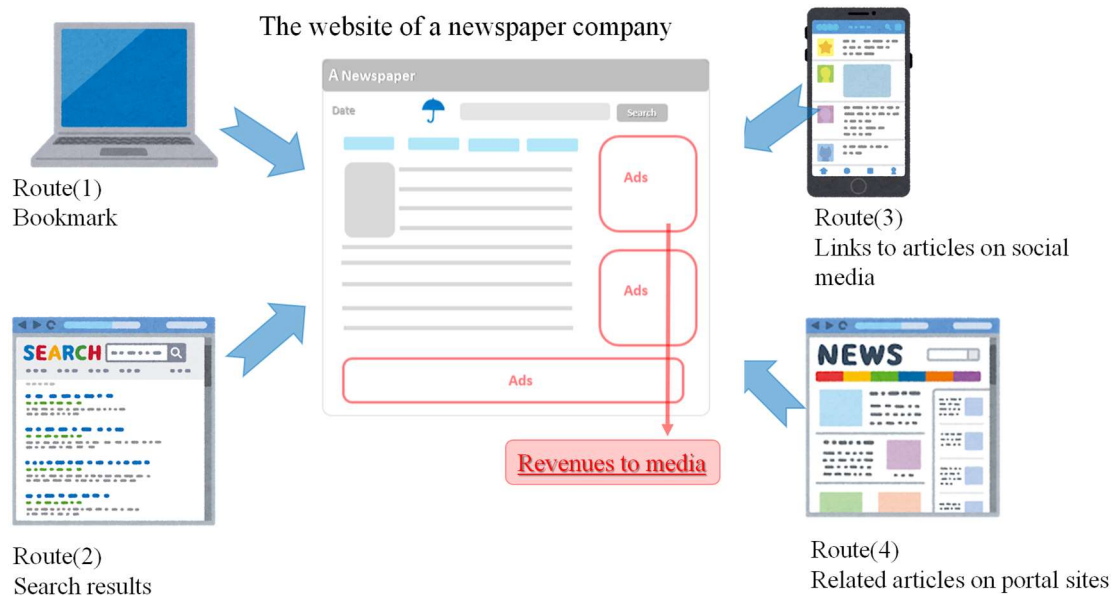 The website of a newspaper company
A Newspaper
Date
Search
Ads
Ads
Ads
Revenues to media
Route(1)
Bookmark
SEARCH
Route(2)
Search results
Route(3)
Links to articles on social
media
NEWS
Route(4)
Related articles on portal sites